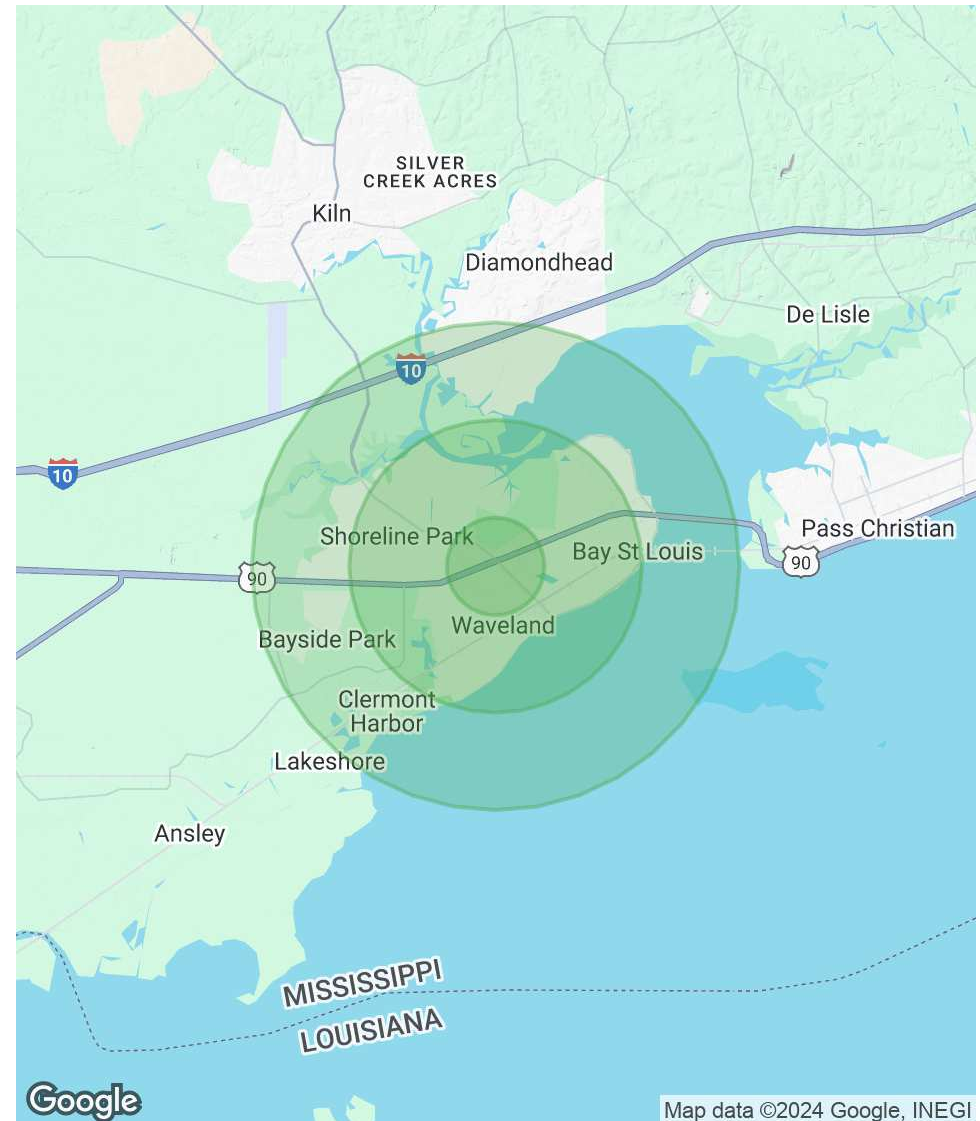 SILVER
CREEK ACRES
Kiln
Diamondhead
De Lisle
10
10
Pass Christian
Shoreline Park
Bay St Louis
90
90
Waveland
Bayside Park
Clermont
Harbor
Lakeshore
Ansley
MISSISSIPPI
LOUISIANA
Google
Map data ©2024 Google, INEGI